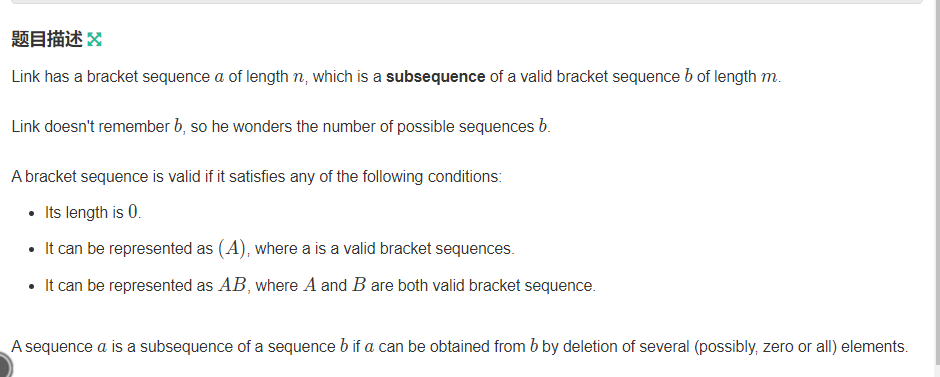 题目描述
Link has a bracket sequence a of length n, which is a subsequence of a valid bracket sequence b of length m.
Link doesn't remember b, so he wonders the number of possible sequences b.
A bracket sequence is valid if it satisfies any of the following conditions:
• Its length is 0.
• It can be represented as (A), where a is a valid bracket sequences.
• It can be represented as AB, where A and B are both valid bracket sequence.
A sequence a is a subsequence of a sequence b if a can be obtained from b by deletion of several (possibly, zero or all) elements.